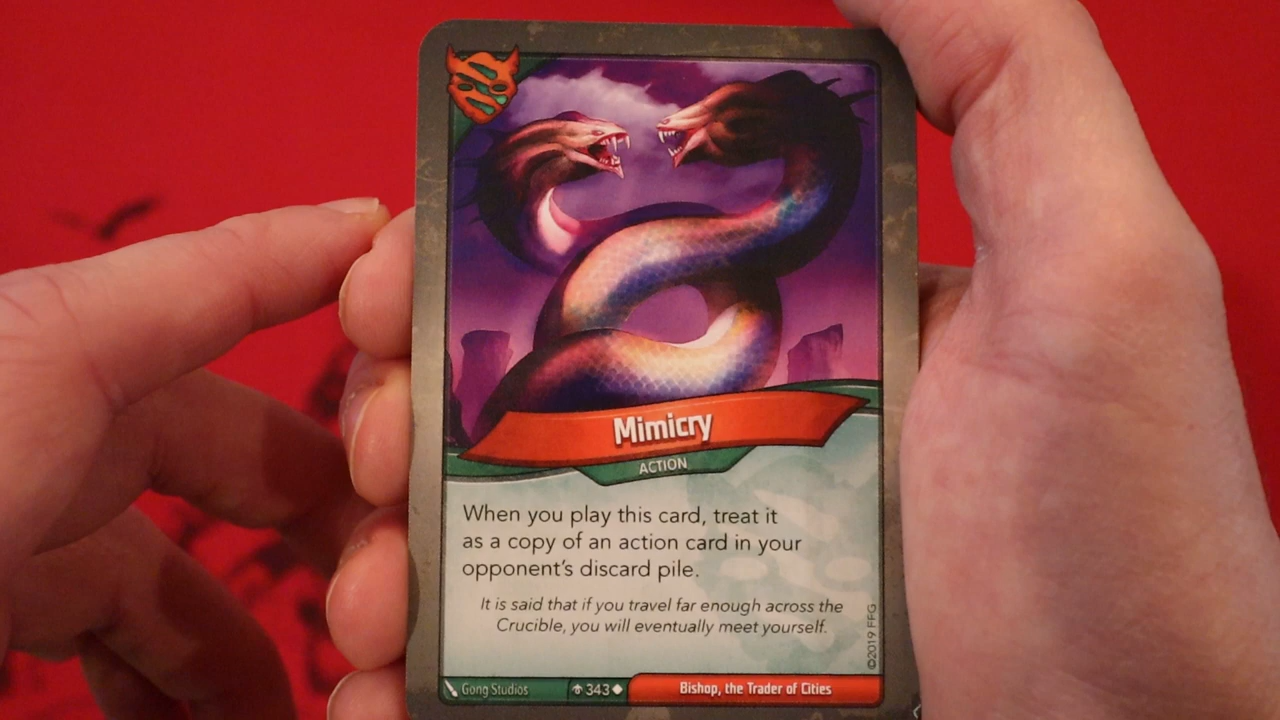 Mimicry
ACTION
When you play this card, treat it
as a copy of an action card in your
opponent's discard pile.
It is said that if you travel far enough across the
Crucible, you will eventually meet yourself.
©2019 FFG
Gong Studios
343
Bishop, the Trader of Cities